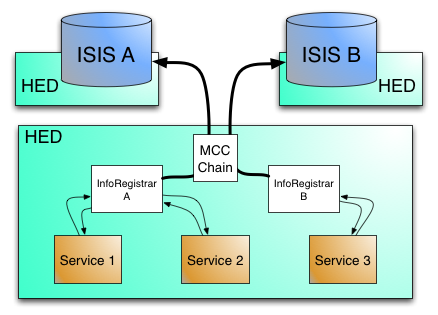 ISIS A
ISIS B
HED
HED
HED
MCC
Chain
InfoRegistrar
A
InfoRegistrar
B
Service 1
Service 2
Service 3